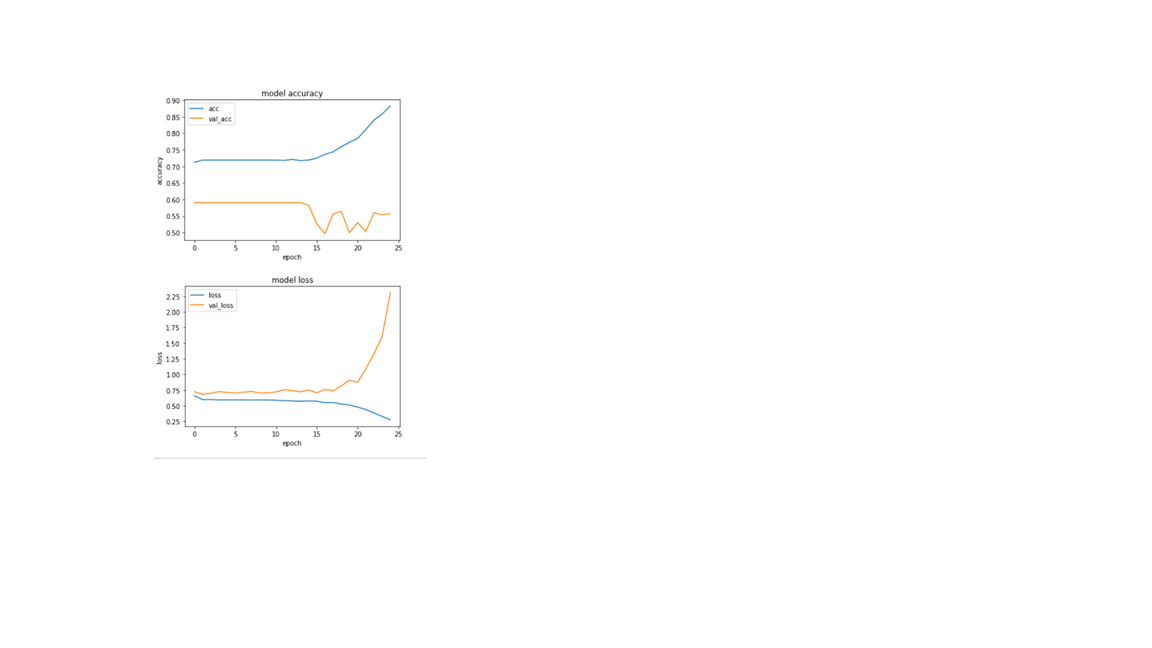 model accuracy
acc
val_acc
0.90
0.85
0.80
0.75
0.70
0.65
0.60
0.55
0.50
accuracy
0 5 10 15 20 25
epoch
model loss
loss
val_loss
2.25
2.00
1.75
1.50
1.25
1.00
0.75
0.50
0.25
loss
0 5 10 15 20 25
epoch